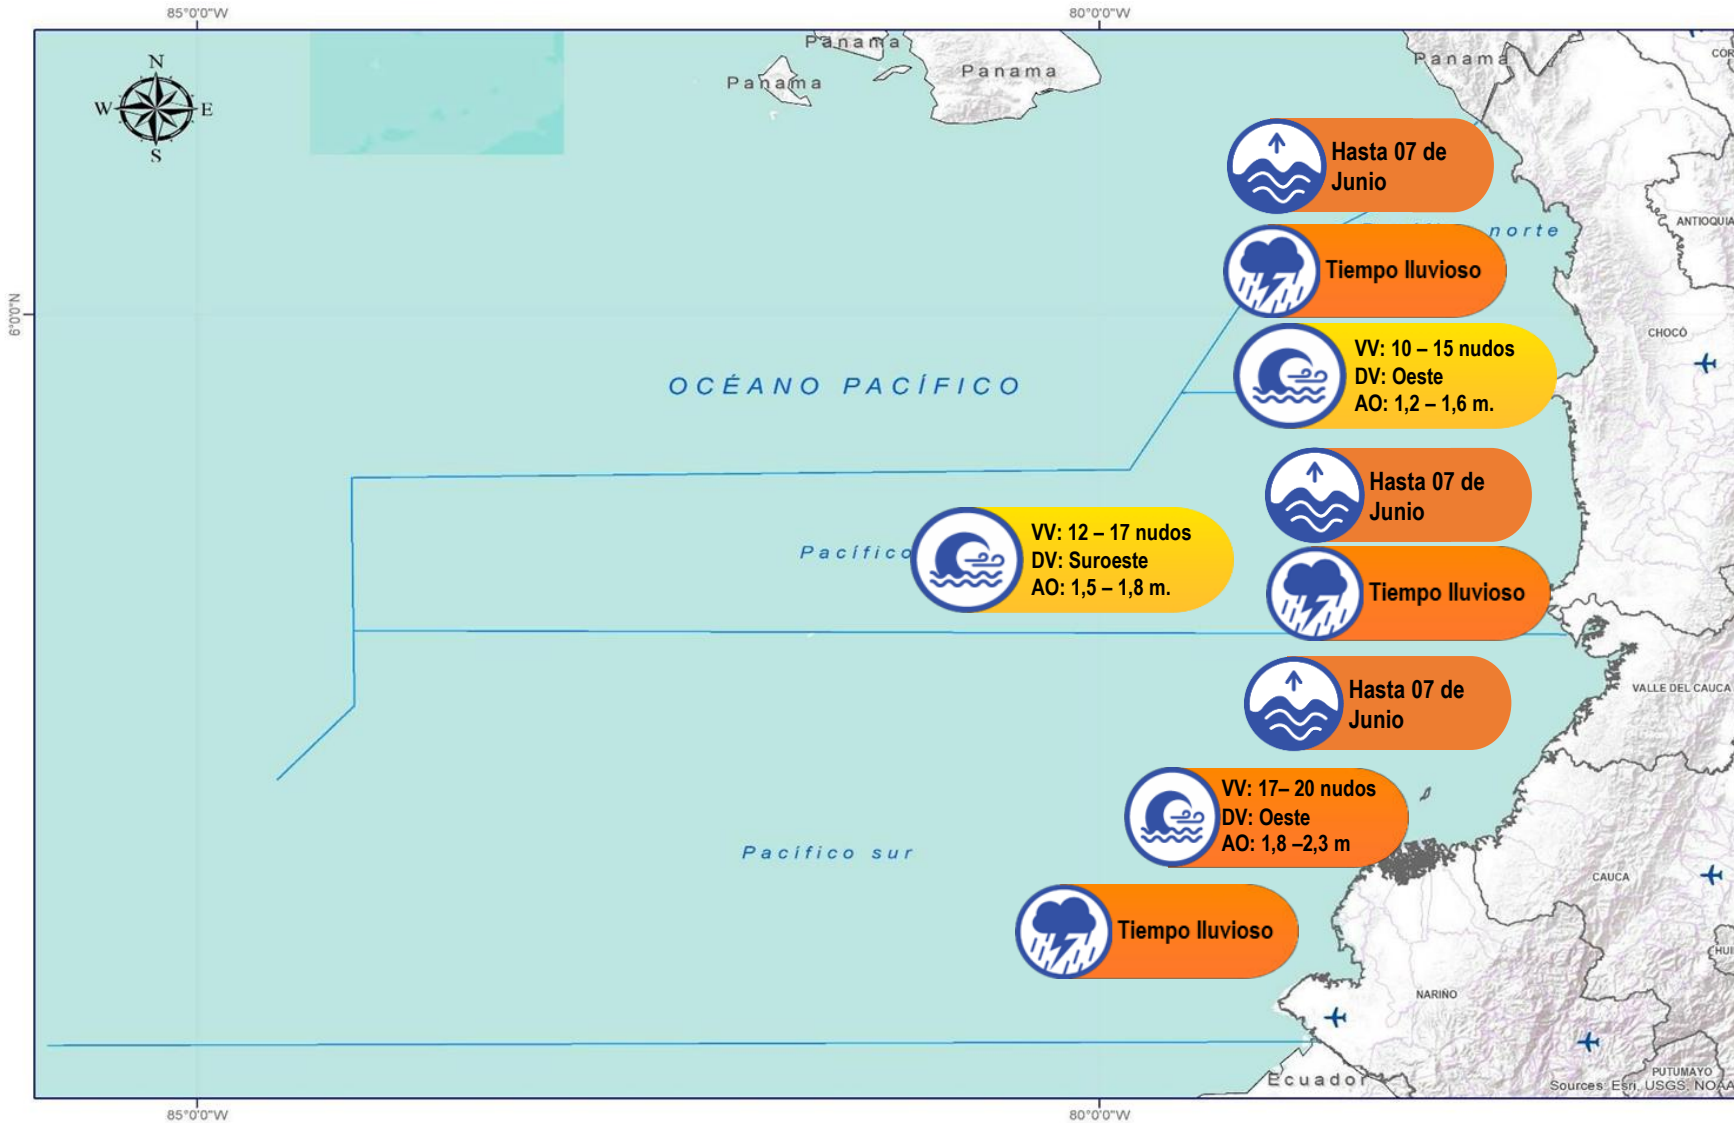 85°0'0"W
80°0'0"W
N
W
E
S
Panama
Panama
Panama
Panama
Hasta 07 de
Junio
ANTIOQUIA
norte
Tiempo lluvioso
6°0'0"N
CHOCÓ
VV: 10 – 15 nudos
DV: Oeste
AO: 1,2 – 1,6 m.
OCÉANO PACÍFICO
Hasta 07 de
Junio
Pacífico
VV: 12 – 17 nudos
DV: Suroeste
AO: 1,5 – 1,8 m.
Tiempo lluvioso
VALLE DEL CAUCA
Hasta 07 de
Junio
VV: 17– 20 nudos
DV: Oeste
AO: 1,8 –2,3 m
Pacífico sur
CAUCA
Tiempo lluvioso
NARIÑO
PUTUMAYO
Ecuador
Sources: Esri, USGS, NOAA
85°0'0"W
80°0'0"W